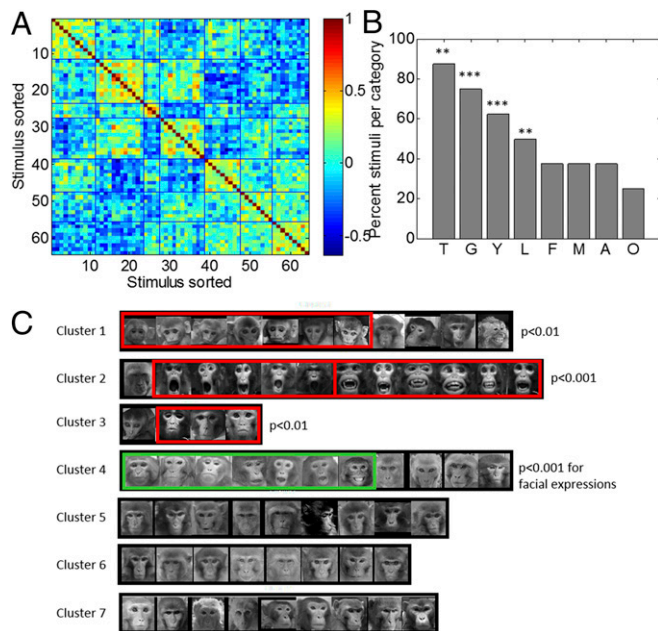 A
Stimulus sorted
10
20
30
40
50
60
10 20 30 40 50 60
Stimulus sorted
1
0.5
0
-0.5
B
Percent stimuli per category
100
80
60
40
20
0
** *** *** **
T G Y L F M A O
C
Cluster 1 p<0.01
Cluster 2 p<0.001
Cluster 3 p<0.01
Cluster 4 p<0.001 for
facial expressions
Cluster 5
Cluster 6
Cluster 7